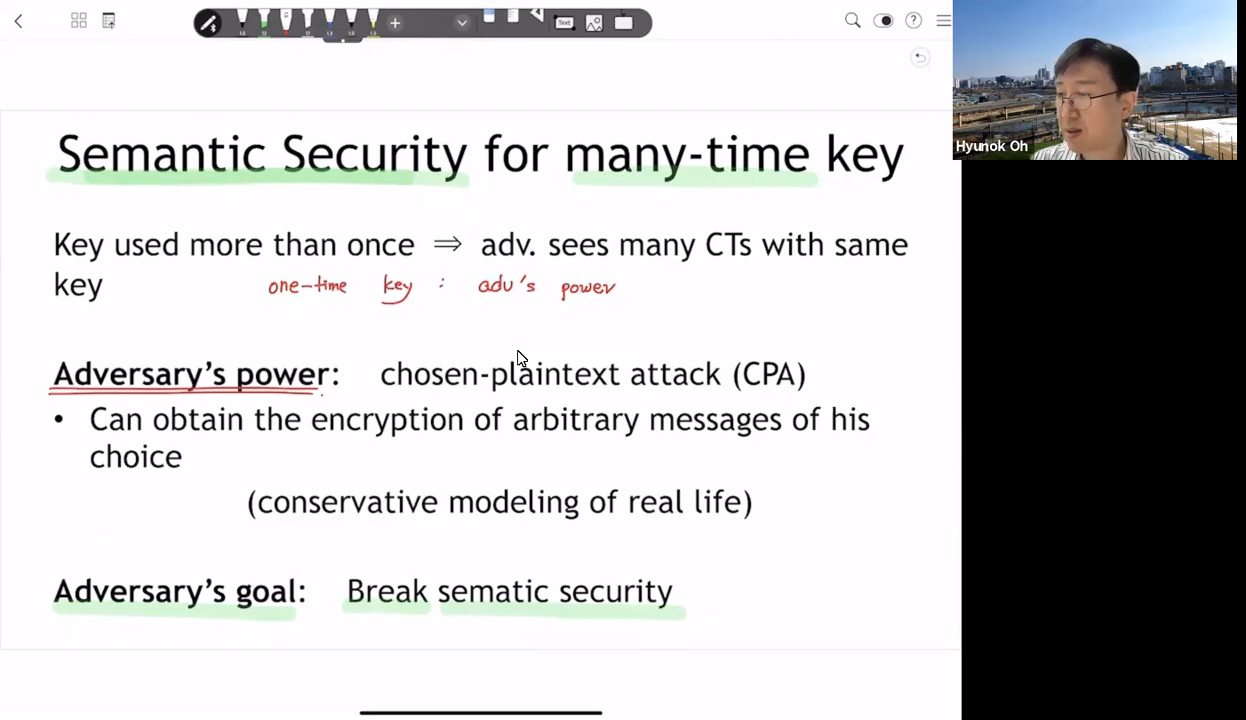 Text
Hyunok Oh
Semantic Security for many-time key
Key used more than once ⇒ adv. sees many CTs with same
key
one-time key : adv's power
Adversary's power: chosen-plaintext attack (CPA)
• Can obtain the encryption of arbitrary messages of his
choice
(conservative modeling of real life)
Adversary's goal: Break sematic security